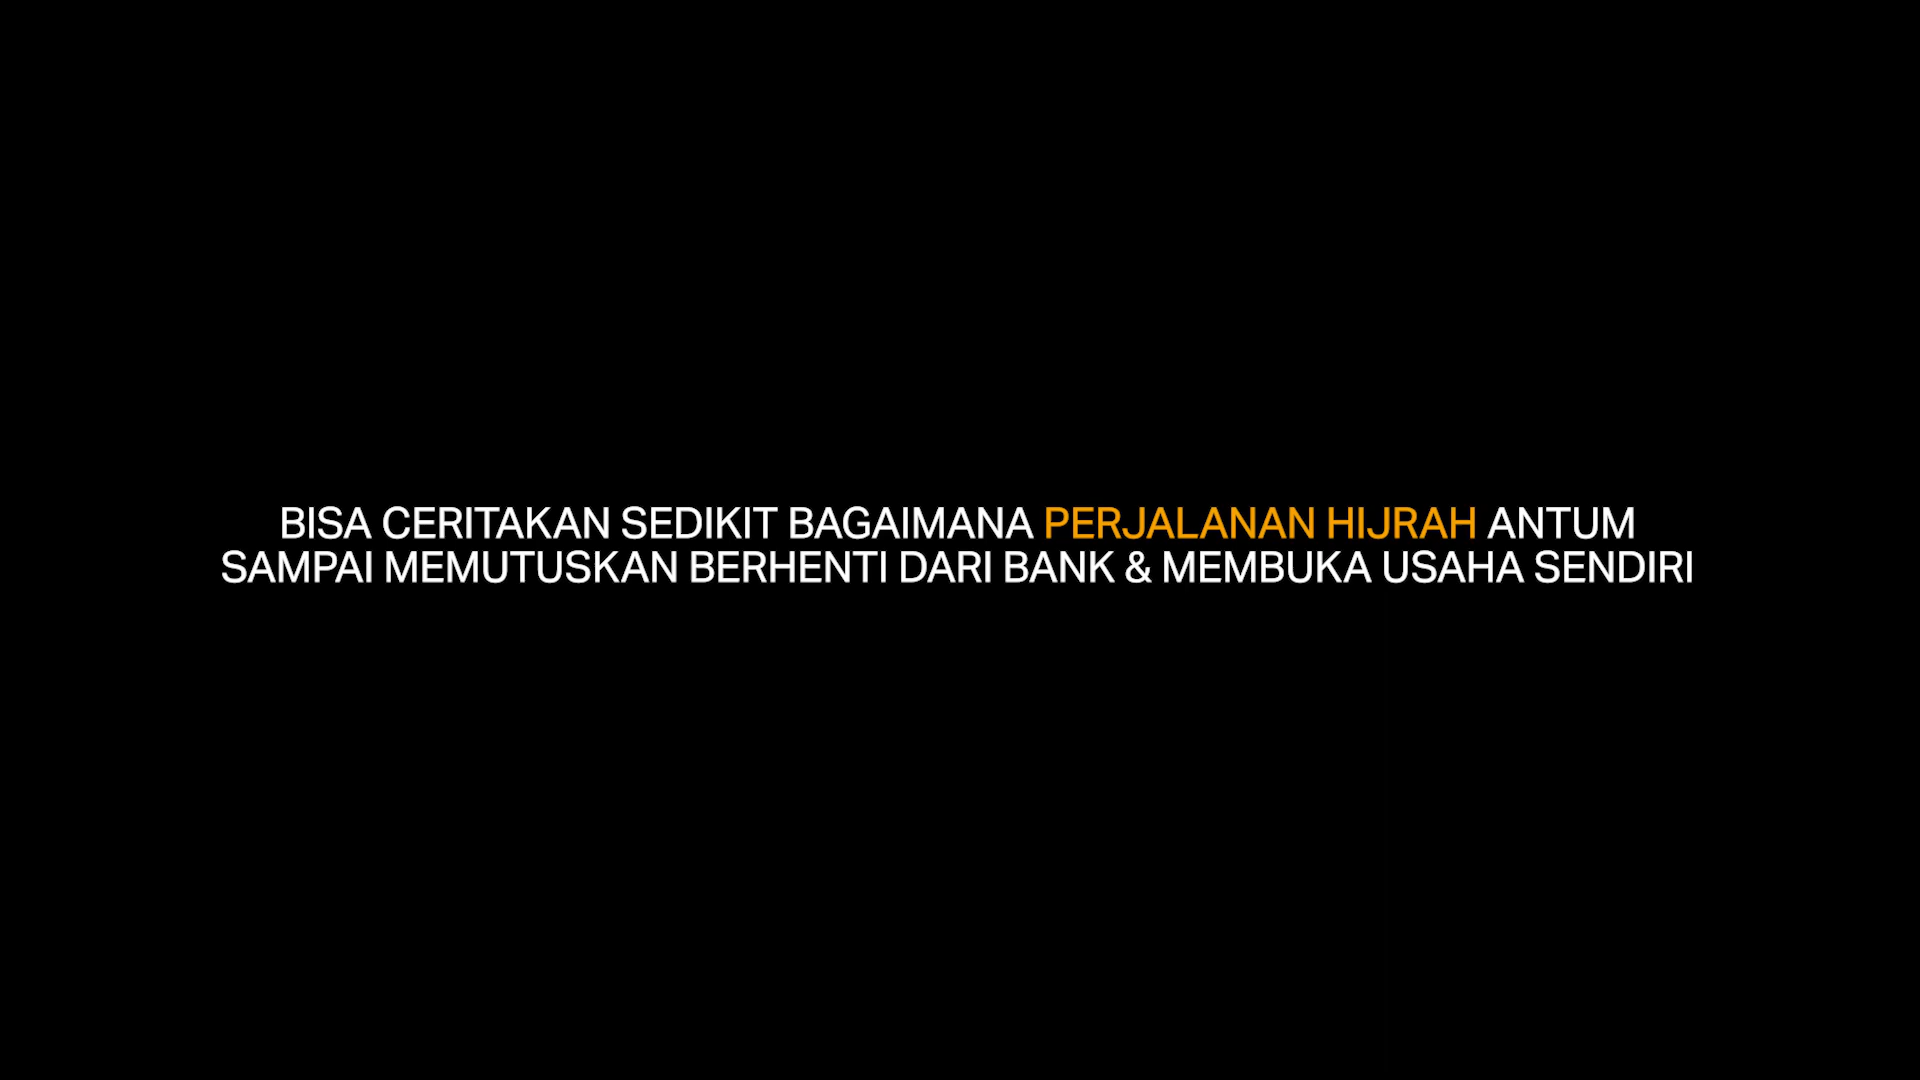 BISA CERITAKAN SEDIKIT BAGAIMANA PERJALANAN HIJRAH ANTUM
SAMPAI MEMUTUSKAN BERHENTI DARI BANK & MEMBUKA USAHA SENDIRI